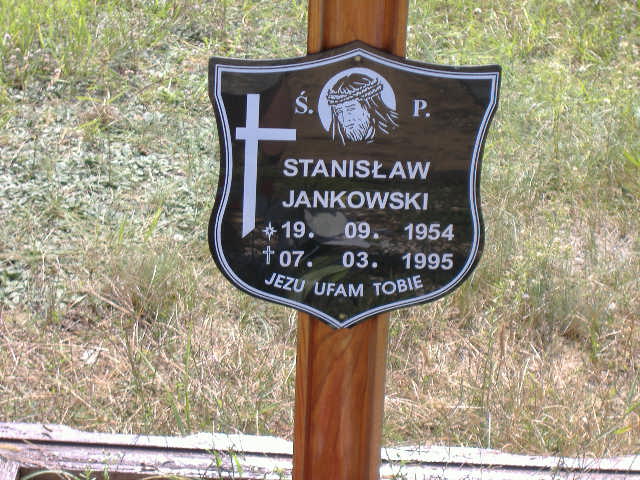 Ś. P.
STANISŁAW
JANKOWSKI
19. 09. 1954
07. 03. 1995
JEZU UFAM TOBIE